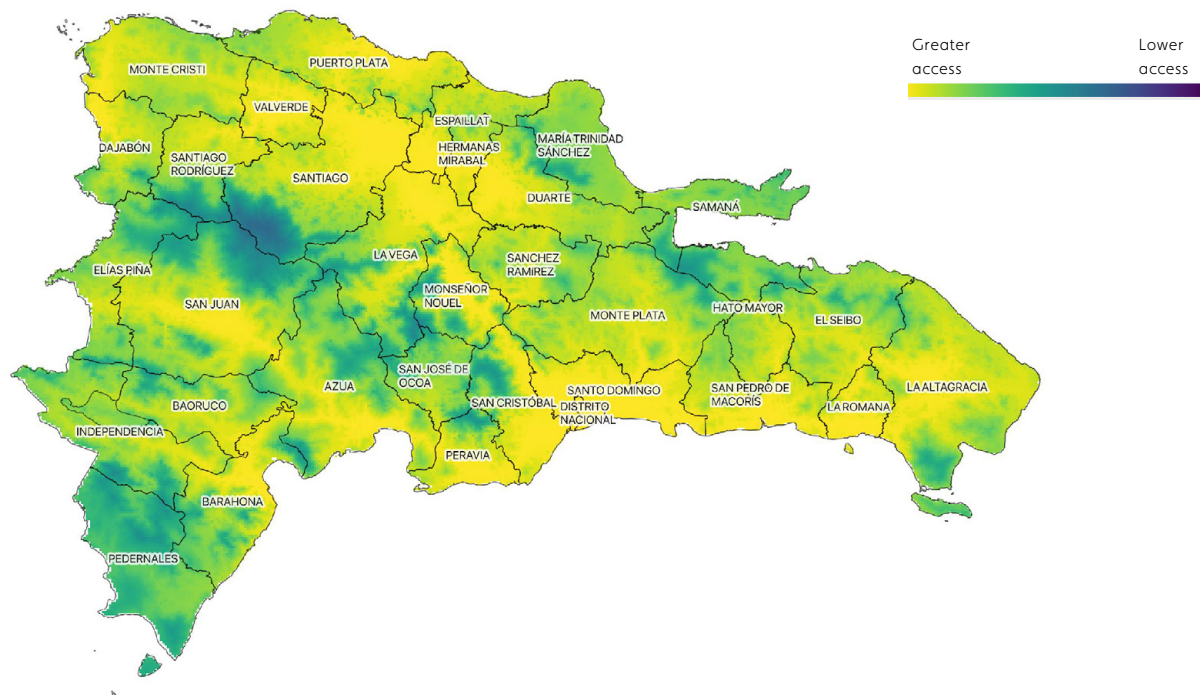 Greater
access
Lower
access
MONTE CRISTI
PUERTO PLATA
VALVERDE
ESPAILLAT
DAJABÓN
SANTIAGO
RODRÍGUEZ
SANTIAGO
HERMANAS
MIRABAL
MARÍA TRINIDAD
SÁNCHEZ
DUARTE
SAMANÁ
ELÍAS PIÑA
LA VEGA
SANCHEZ
RAMIREZ
SAN JUAN
MONSEÑOR
NOUEL
MONTE PLATA
HATO MAYOR
EL SEIBO
AZUA
SAN JOSÉ DE
OCOA
SAN CRISTÓBAL
SANTO DOMINGO
DISTRITO
NACIONAL
SAN PEDRO DE
MACORÍS
LA ROMANA
LA ALTAGRACIA
BAORUCO
INDEPENDENCIA
PERAVIA
BARAHONA
PEDERNALES